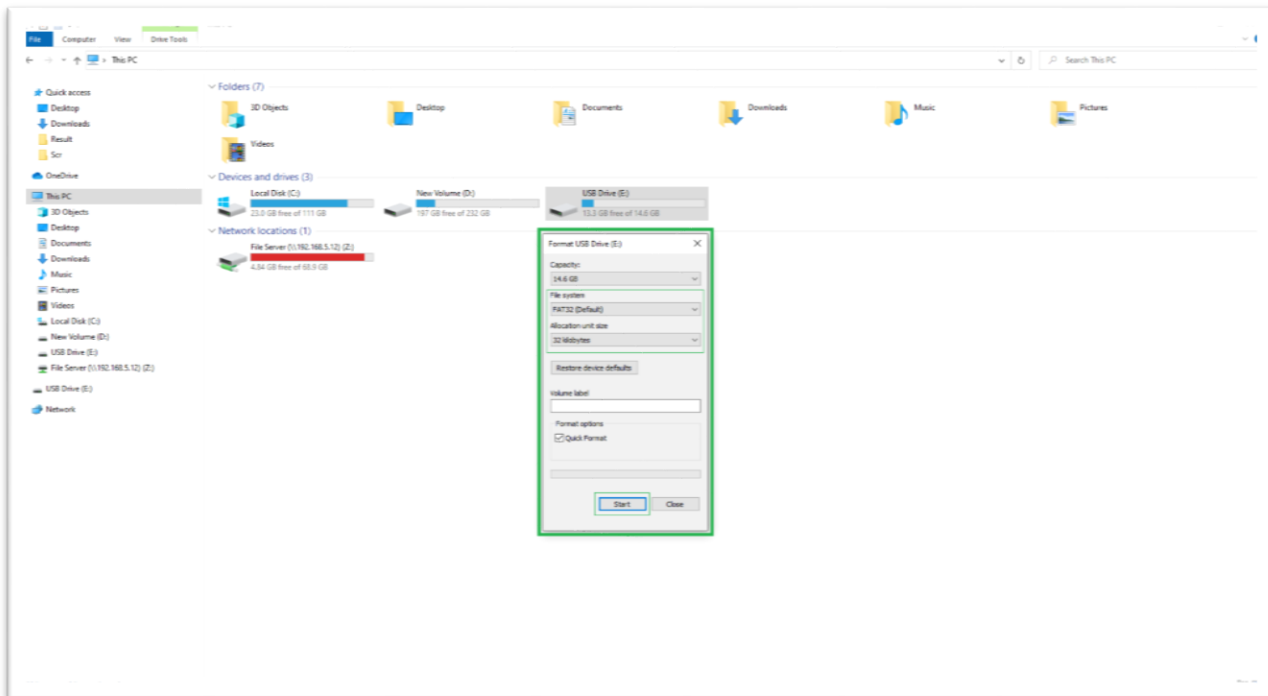 File Computer View Drive Tools
This PC
Search This PC
Quick access
Desktop
Downloads
Result
Scr
OneDrive
This PC
3D Objects
Desktop
Documents
Downloads
Music
Pictures
Videos
Local Disk (C:)
New Volume (D:)
USB Drive (E:)
File Server (\\192.168.5.12) (Z:)
USB Drive (E:)
Network
Folders (7)
3D Objects
Desktop
Documents
Downloads
Music
Pictures
Videos
Devices and drives (3)
Local Disk (C:)
23.0 GB free of 111 GB
New Volume (D:)
197 GB free of 232 GB
USB Drive (E:)
13.3 GB free of 14.6 GB
Network locations (1)
File Server (\\192.168.5.12) (Z:)
4.84 GB free of 68.9 GB
Format USB Drive (E:)
Capacity:
14.6 GB
File system
FAT32 (Default)
Allocation unit size
32 kilobytes
Restore device defaults
Volume label
Format options
Quick Format
Start
Close